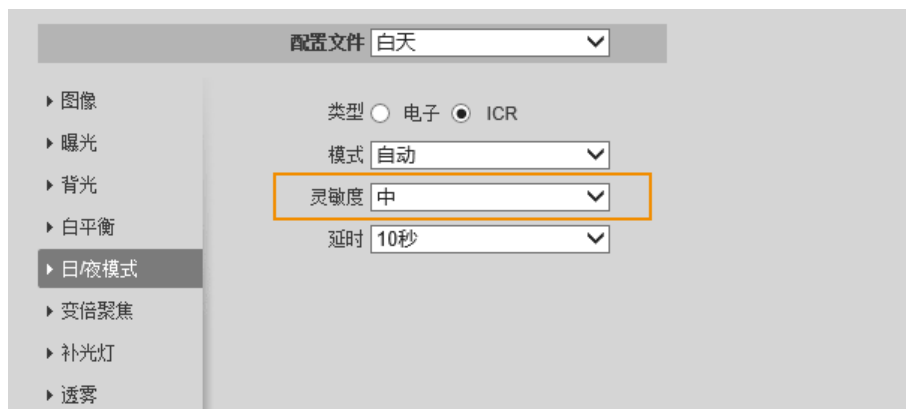 配置文件 白天
图像
曝光
背光
白平衡
日/夜模式
变倍聚焦
补光灯
透雾
类型 电子 ICR
模式 自动
灵敏度 中
延时 10秒